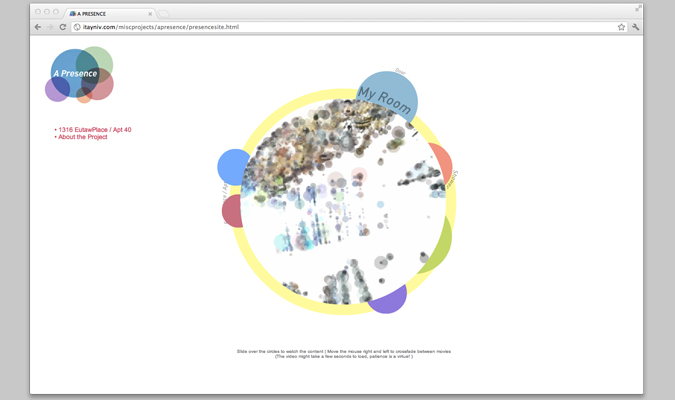 A PRESENCE
itayniv.com/miscprojects/apresence/presencesite.html
A Presence
• 1316 EutawPlace / Apt 40
• About the Project
My Room
Slide over the circles to watch the content | Move the mouse right and left to crossfade between movies
(The video might take a few seconds to load, patience is a virtue! )